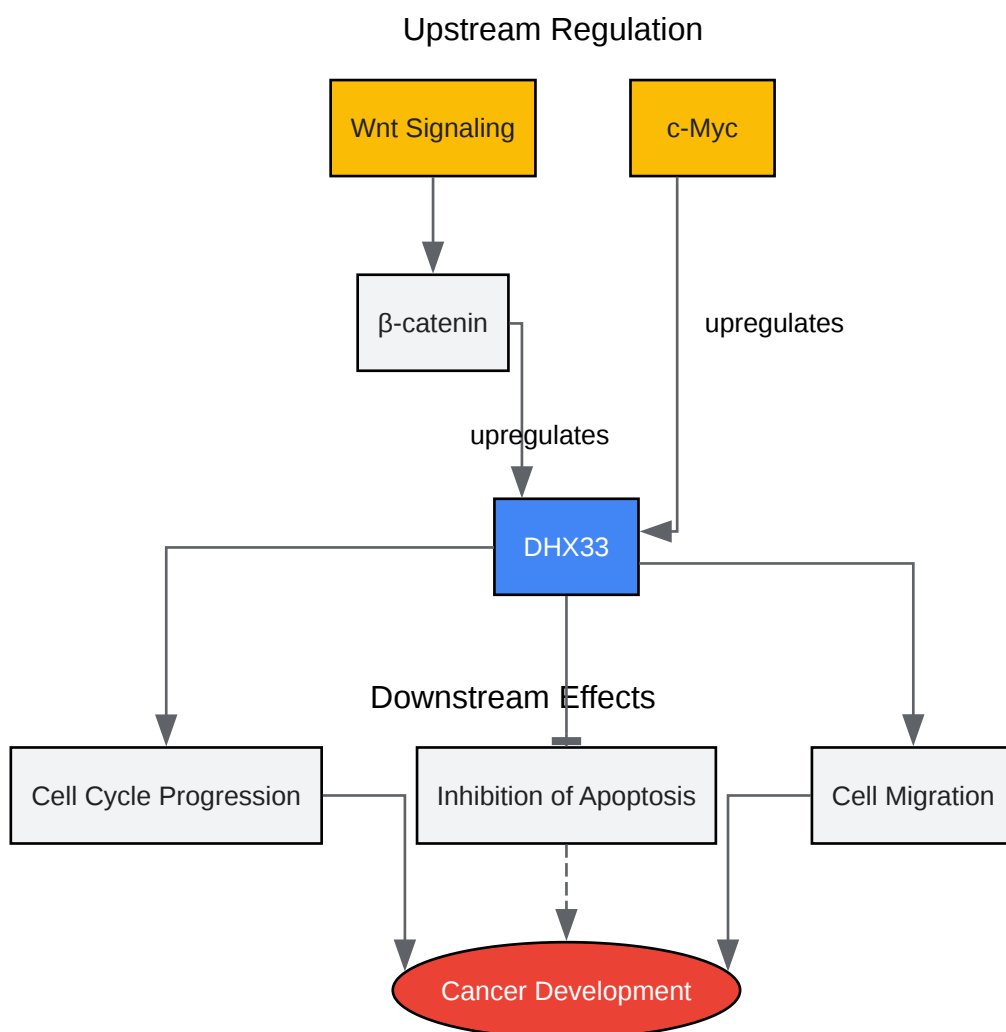 Upstream Regulation
Wnt Signaling
c-Myc
β-catenin
upregulates
upregulates
DHX33
Downstream Effects
Cell Cycle Progression
Inhibition of Apoptosis
Cell Migration
Cancer Development